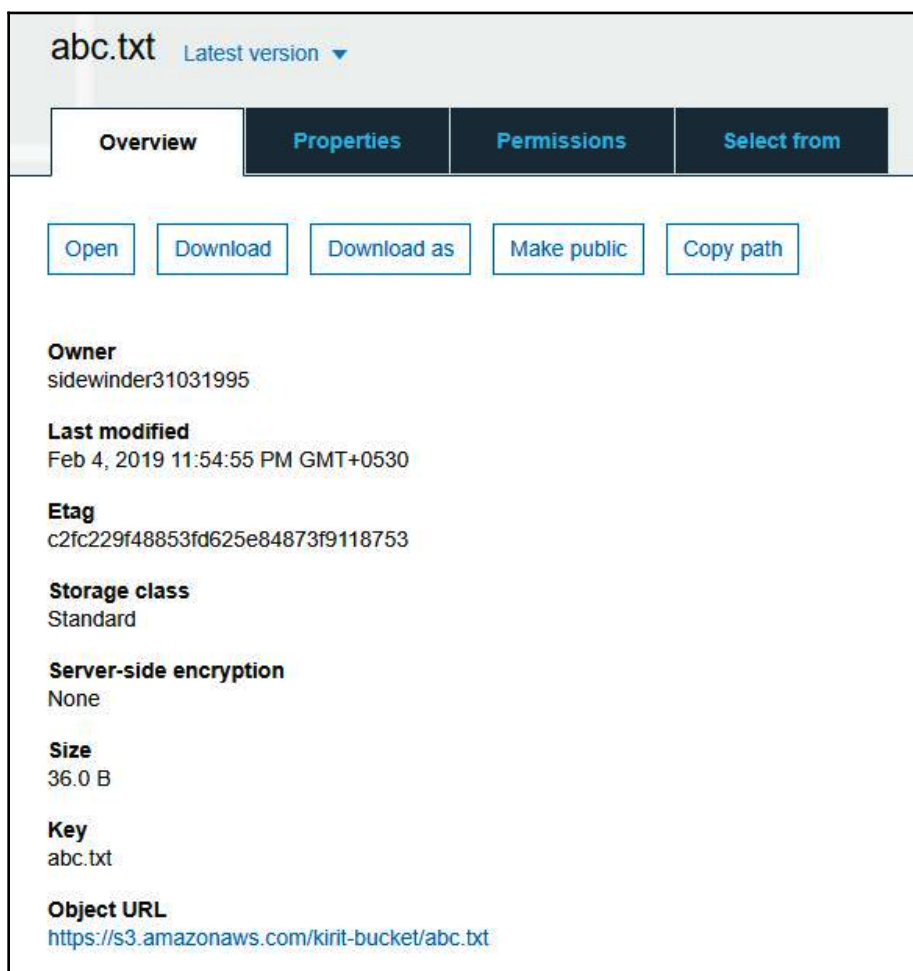 abc.txt Latest version
Overview Properties Permissions Select from
Open Download Download as Make public Copy path
Owner
sidewinder31031995
Last modified
Feb 4, 2019 11:54:55 PM GMT+0530
Etag
c2fc229f48853fd625e84873f9118753
Storage class
Standard
Server-side encryption
None
Size
36.0 B
Key
abc.txt
Object URL
https://s3.amazonaws.com/kirit-bucket/abc.txt